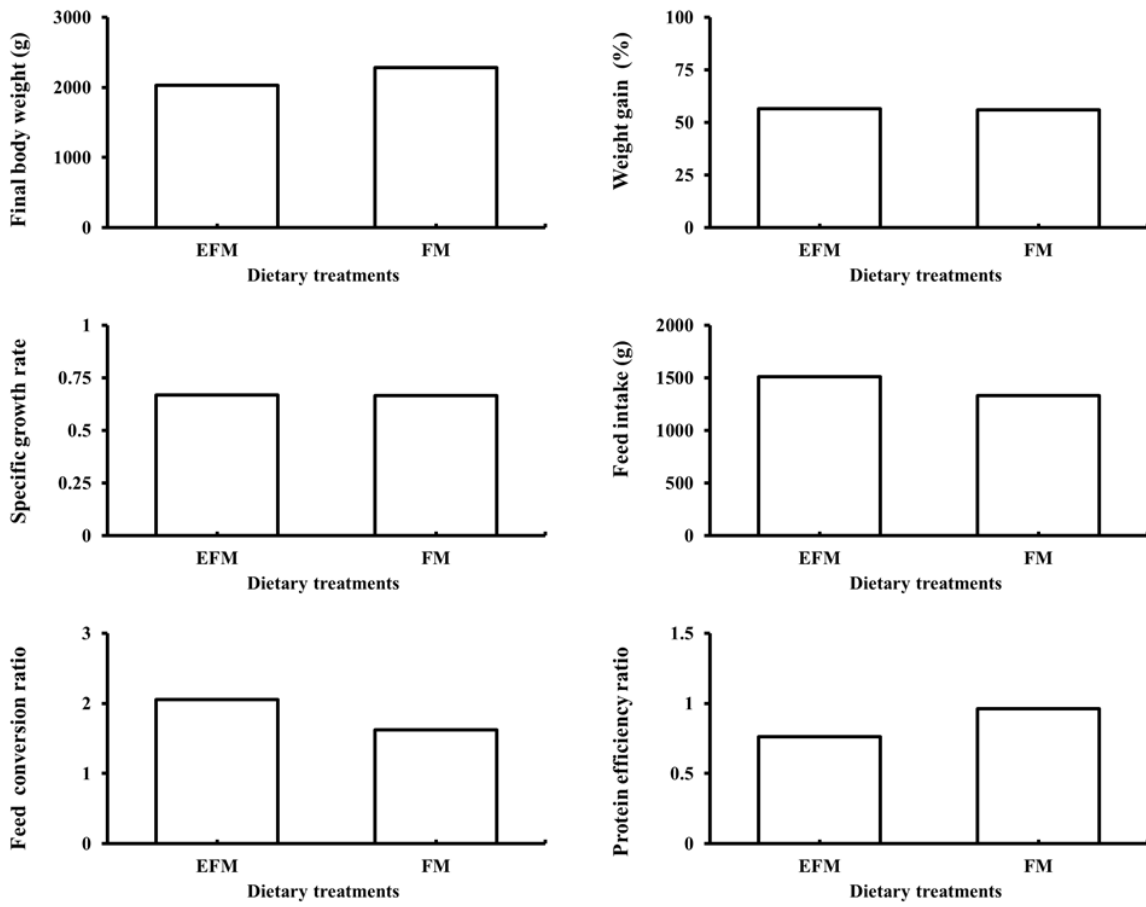 Final body weight (g)
3000
2000
1000
0
EFM
FM
Dietary treatments
Weight gain (%)
100
75
50
25
0
EFM
FM
Dietary treatments
Specific growth rate
1
0.75
0.5
0.25
0
EFM
FM
Dietary treatments
Feed intake (g)
2000
1500
1000
500
0
EFM
FM
Dietary treatments
Feed conversion ratio
3
2
1
0
EFM
FM
Dietary treatments
Protein efficiency ratio
1.5
1
0.5
0
EFM
FM
Dietary treatments